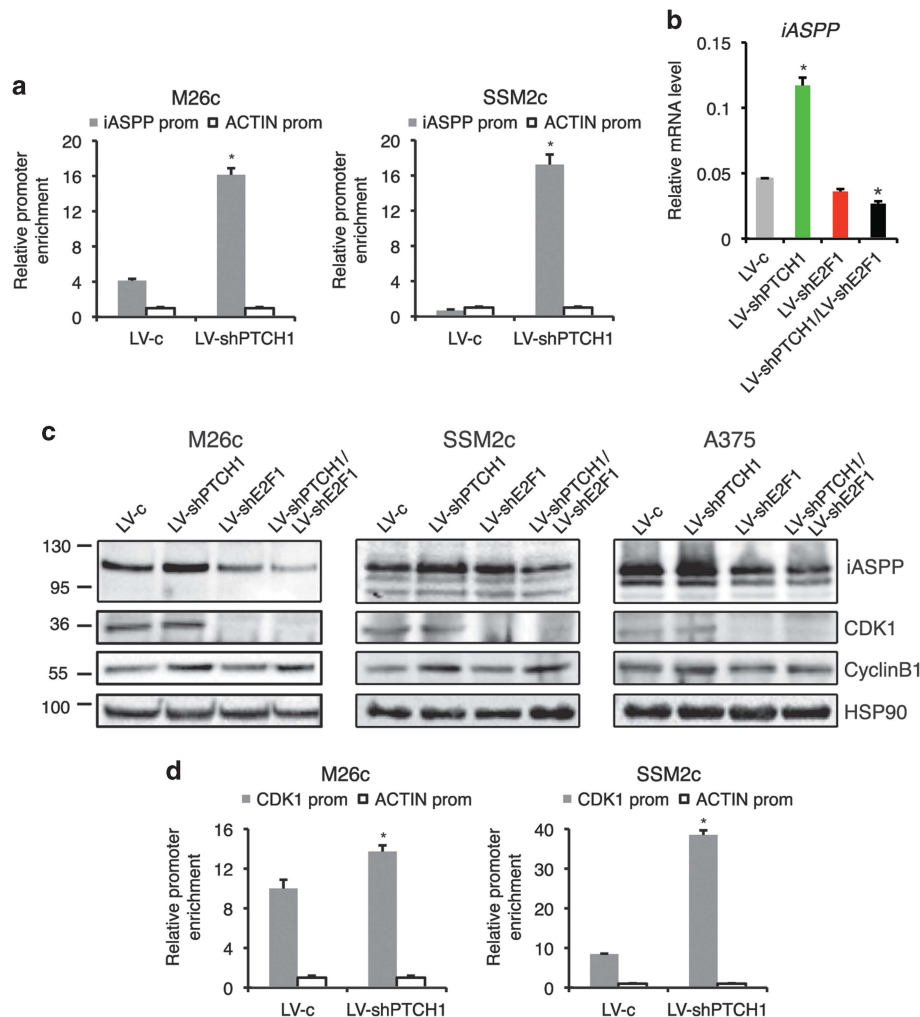 a
M26c
iASPP prom ACTIN prom
Relative promoter
enrichment
20
16
12
8
4
0
*
LV-c LV-shPTCH1
SSM2c
iASPP prom ACTIN prom
Relative promoter
enrichment
20
16
12
8
4
0
*
LV-c LV-shPTCH1
b
iASPP
Relative mRNA level
0.15
0.1
0.05
0
*
*
LV-c
LV-shPTCH1
LV-shE2F1
LV-shPTCH1/LV-shE2F1
c
M26c
LV-c
LV-shPTCH1
LV-shE2F1
LV-shPTCH1/
LV-shE2F1
SSM2c
LV-c
LV-shPTCH1
LV-shE2F1
LV-shPTCH1/
LV-shE2F1
A375
LV-c
LV-shPTCH1
LV-shE2F1
LV-shPTCH1/
LV-shE2F1
130
95
iASPP
36
CDK1
55
CyclinB1
100
HSP90
d
M26c
CDK1 prom ACTIN prom
Relative promoter
enrichment
16
12
8
4
0
*
LV-c LV-shPTCH1
SSM2c
CDK1 prom ACTIN prom
Relative promoter
enrichment
40
30
20
10
0
*
LV-c LV-shPTCH1